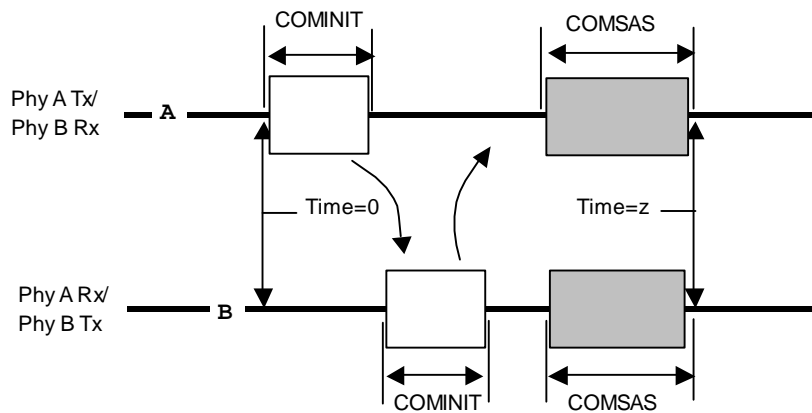 COMINIT
COMSAS
Phy A Tx/
Phy B Rx
A
Time=0
Time=z
Phy A Rx/
Phy B Tx
B
COMINIT
COMSAS